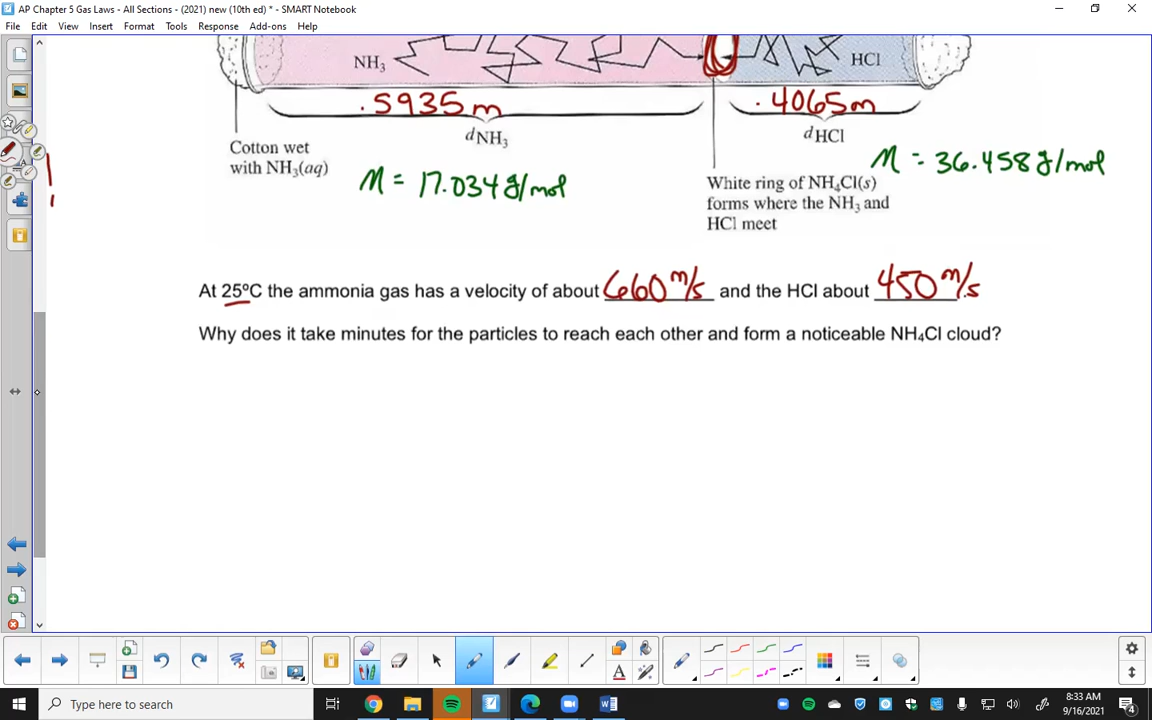 AP Chapter 5 Gas Laws - All Sections - (2021) new (10th ed) * - SMART Notebook
File Edit View Insert Format Tools Response Add-ons Help
NH₃ HCl
.5935 m .4065 m
dNH₃ dHCl
Cotton wet
with NH₃(aq)
M = 17.034 g/mol
M = 36.458 g/mol
White ring of NH₄Cl(s)
forms where the NH₃ and
HCl meet
At 25°C the ammonia gas has a velocity of about 660 m/s and the HCl about 450 m/s.
Why does it take minutes for the particles to reach each other and form a noticeable NH₄Cl cloud?
Type here to search
8:33 AM
9/16/2021
4